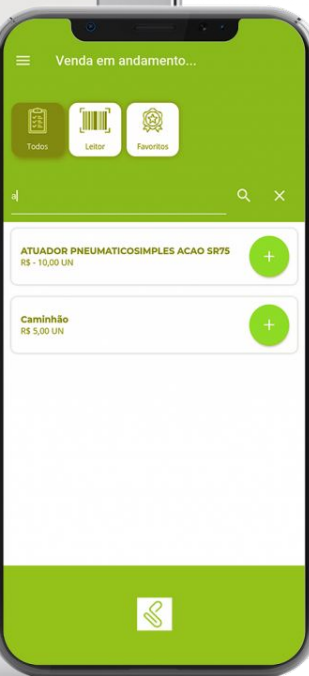 Venda em andamento...
Todos
Leitor
Favoritos
a
ATUADOR PNEUMATICOSIMPLES ACAO SR75
R$ - 10,00 UN
Caminhão
R$ 5,00 UN